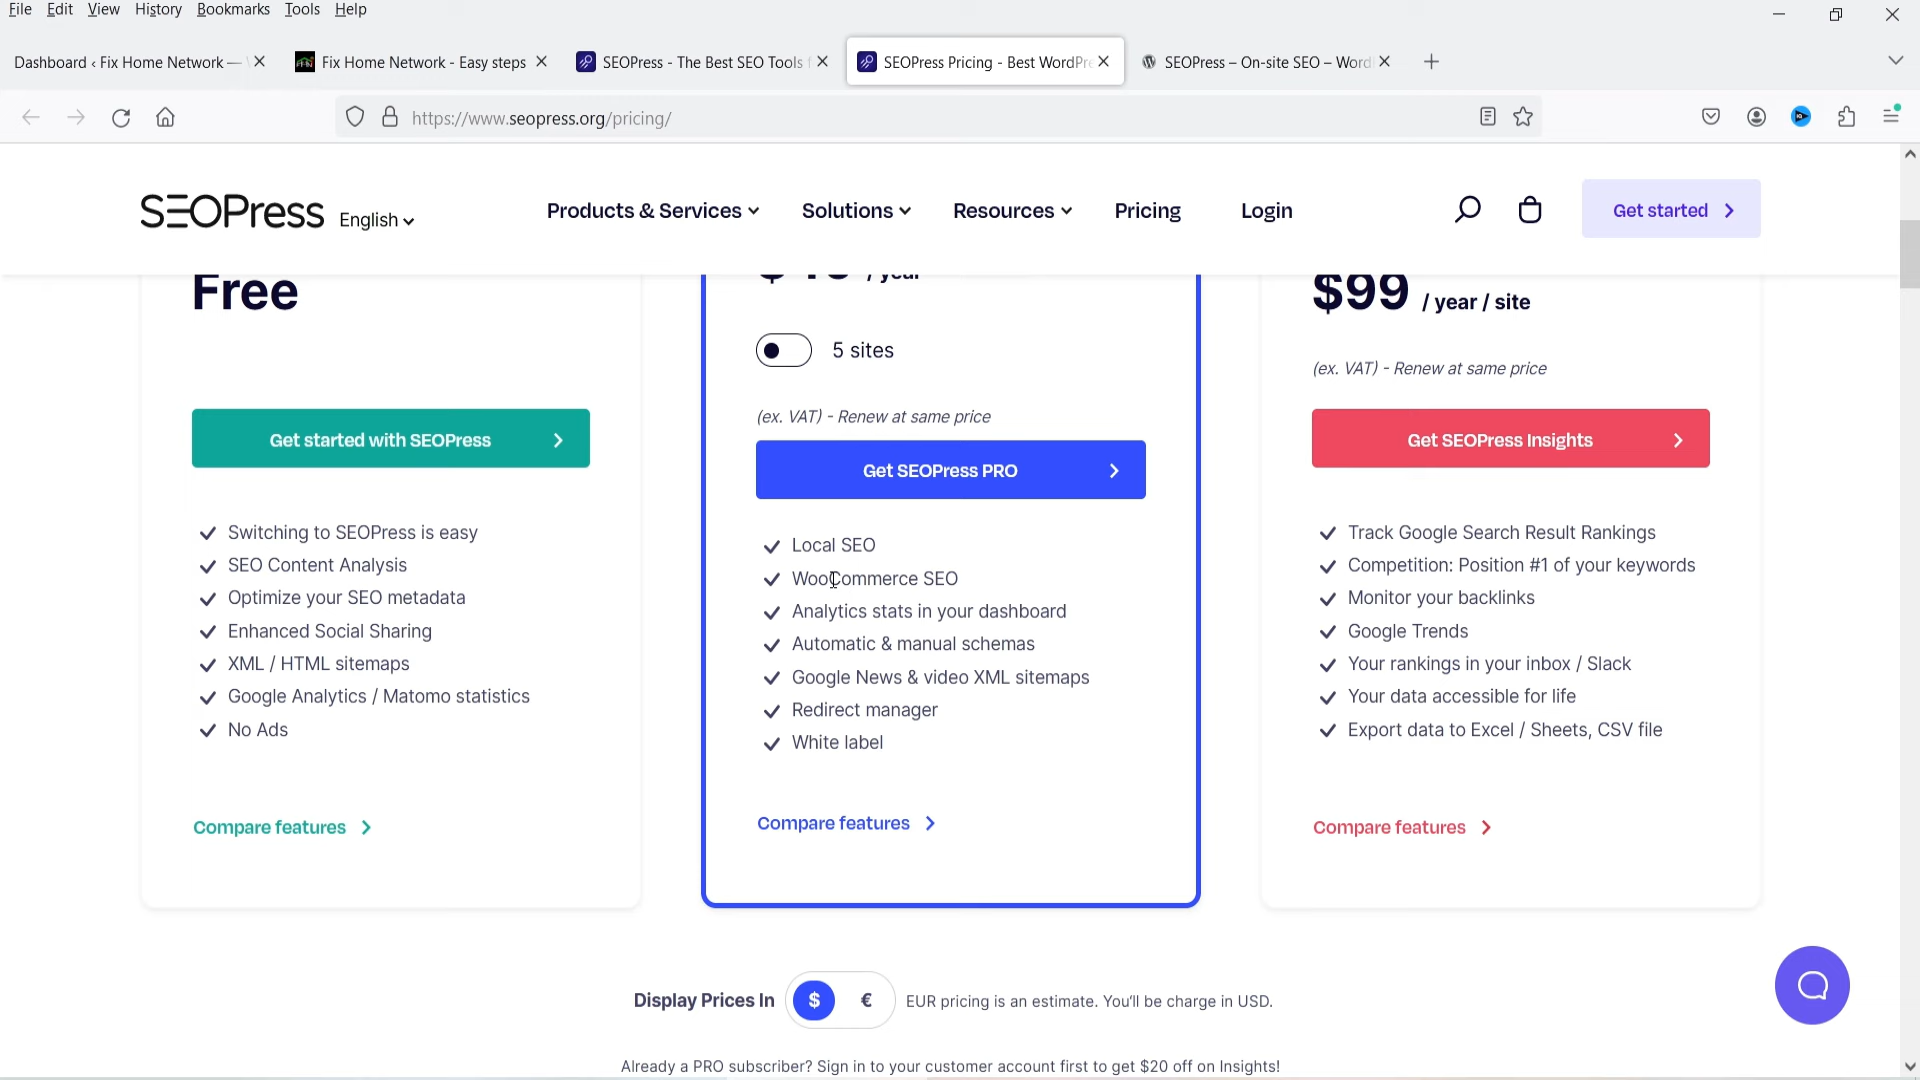 File Edit View History Bookmarks Tools Help
Dashboard ‹ Fix Home Network —
Fix Home Network - Easy steps
SEOPress - The Best SEO Tools
SEOPress Pricing - Best WordPre
SEOPress – On-site SEO – Word
https://www.seopress.org/pricing/
SEOPress English Products & Services Solutions Resources Pricing Login Get started
Free
/ year
$99 / year / site
5 sites
(ex. VAT) - Renew at same price
(ex. VAT) - Renew at same price
Get started with SEOPress
Get SEOPress PRO
Get SEOPress Insights
Switching to SEOPress is easy
SEO Content Analysis
Optimize your SEO metadata
Enhanced Social Sharing
XML / HTML sitemaps
Google Analytics / Matomo statistics
No Ads
Compare features
Local SEO
WooCommerce SEO
Analytics stats in your dashboard
Automatic & manual schemas
Google News & video XML sitemaps
Redirect manager
White label
Compare features
Track Google Search Result Rankings
Competition: Position #1 of your keywords
Monitor your backlinks
Google Trends
Your rankings in your inbox / Slack
Your data accessible for life
Export data to Excel / Sheets, CSV file
Compare features
Display Prices In $ € EUR pricing is an estimate. You'll be charge in USD.
Already a PRO subscriber? Sign in to your customer account first to get $20 off on Insights!